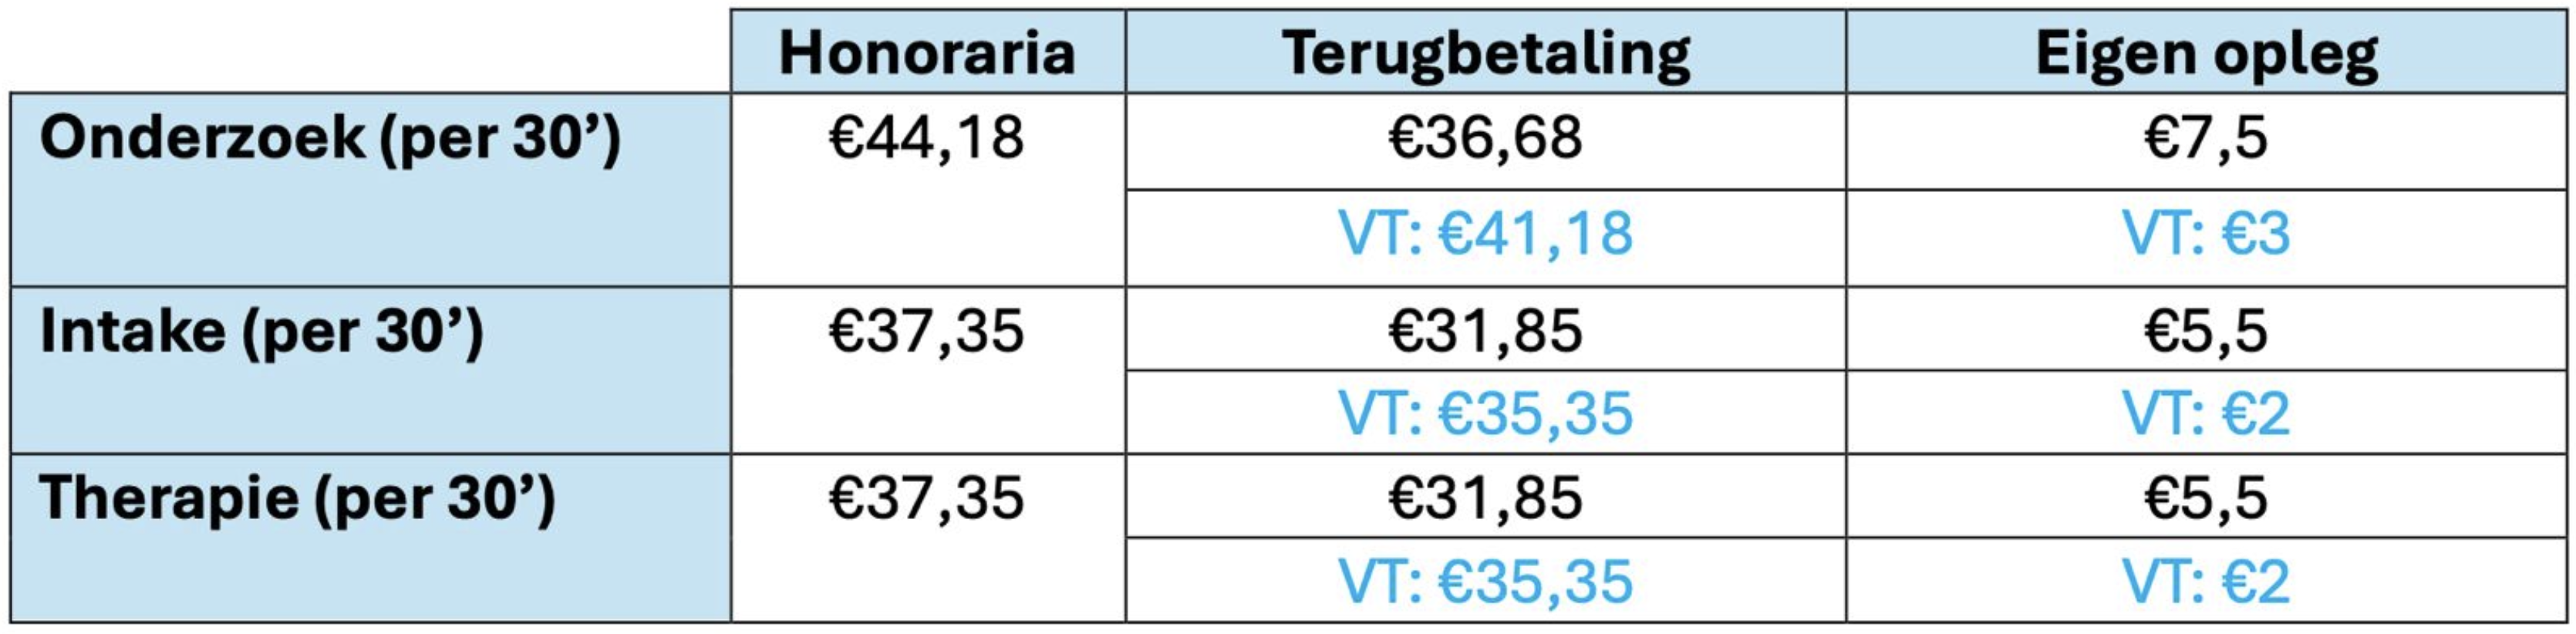 Honoraria Terugbetaling Eigen opleg
Onderzoek (per 30’) €44,18 €36,68 €7,5
VT: €41,18 VT: €3
Intake (per 30’) €37,35 €31,85 €5,5
VT: €35,35 VT: €2
Therapie (per 30’) €37,35 €31,85 €5,5
VT: €35,35 VT: €2